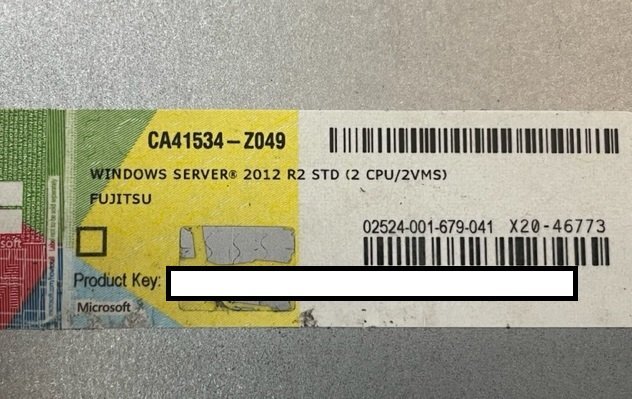 CA41534-Z049
WINDOWS SERVER® 2012 R2 STD (2 CPU/2VMS)
FUJITSU
02524-001-679-041 X20-46773
Product Key:
Microsoft
soft